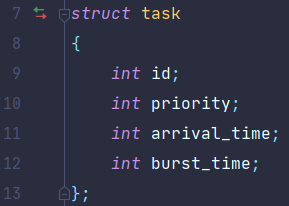 7 struct task
8 {
9 int id;
10 int priority;
11 int arrival_time;
12 int burst_time;
13 };